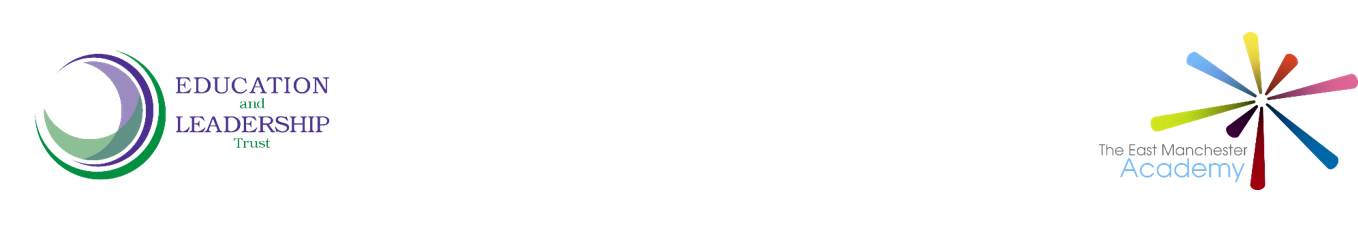 EDUCATION
and
LEADERSHIP
Trust
The East Manchester
Academy